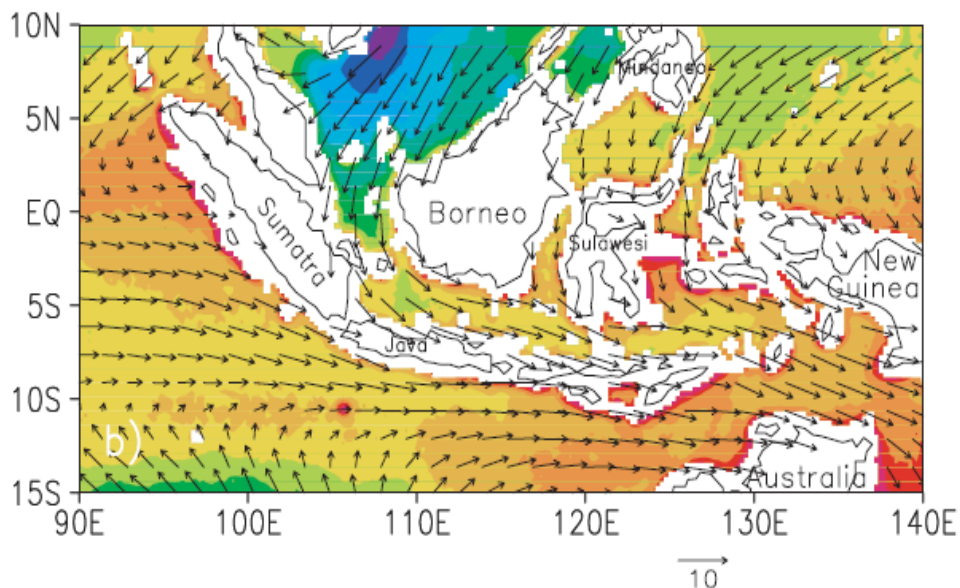 10N
Mindanao
5N
EQ
Borneo
Sumatra
Sulawesi
New
Guinea
5S
Java
10S
b)
Australia
15S
90E 100E 110E 120E 130E 140E
10